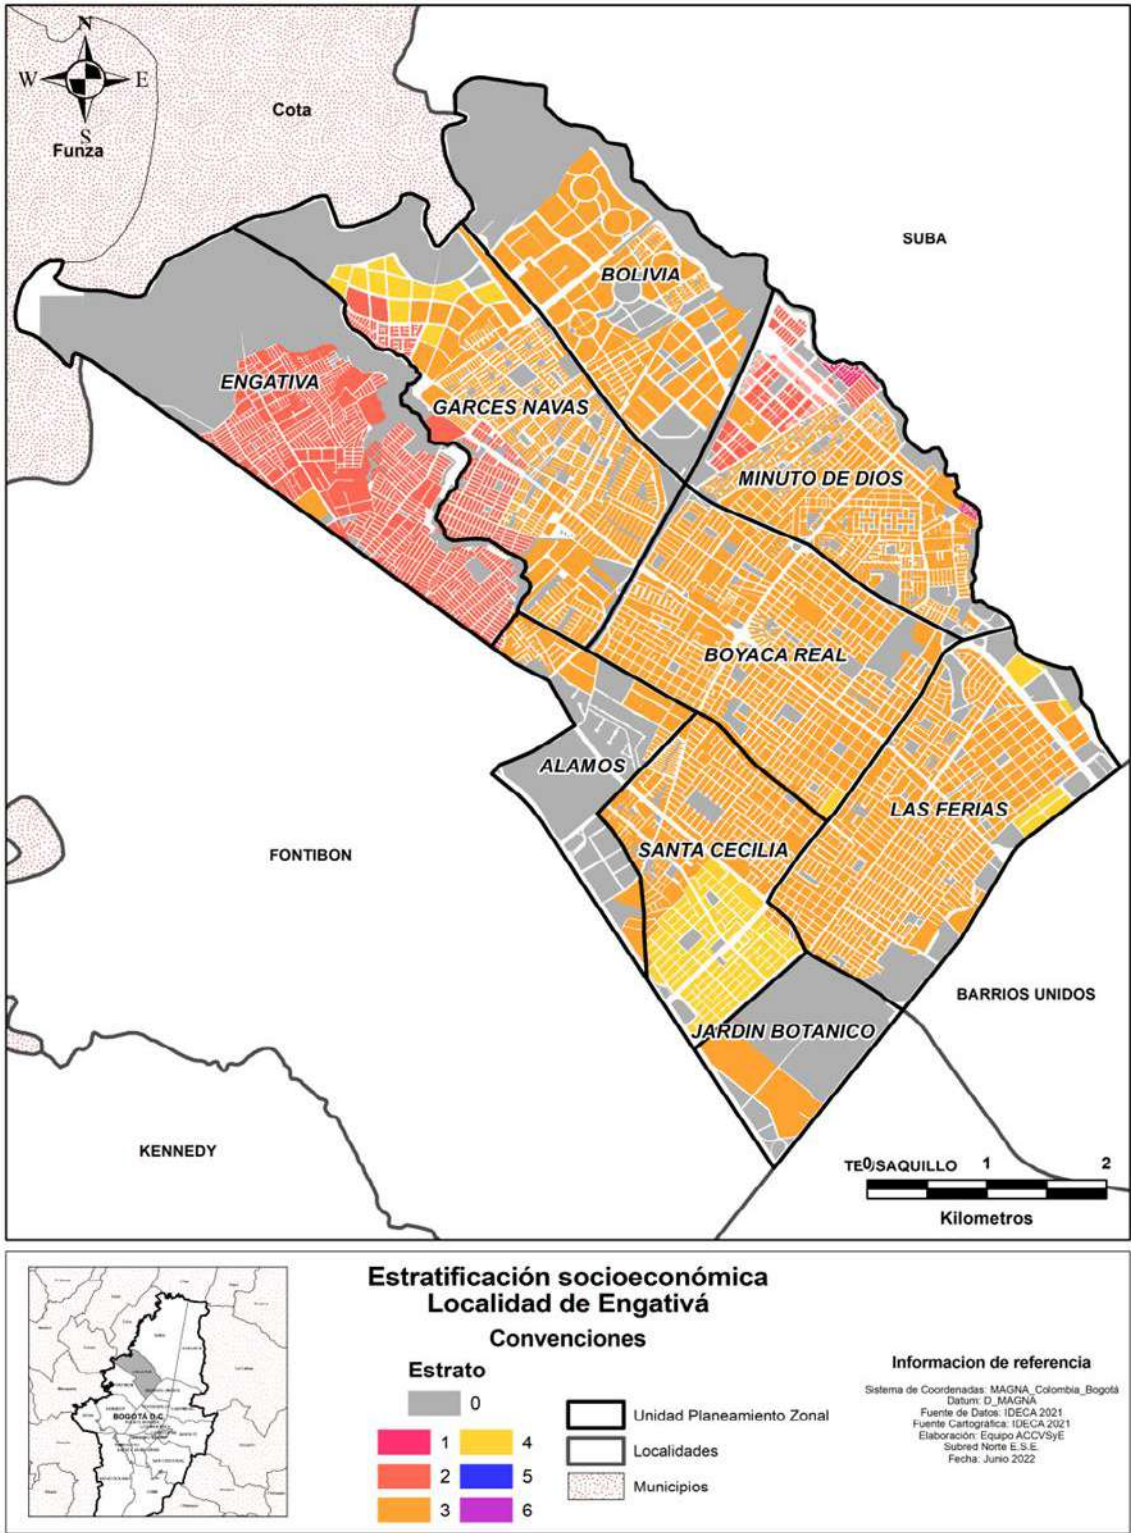 N
W E
S
Cota
Funza
SUBA
BOLIVIA
ENGATIVA
GARCES NAVAS
MINUTO DE DIOS
BOYACA REAL
ALAMOS
LAS FERIAS
SANTA CECILIA
FONTIBON
BARRIOS UNIDOS
JARDIN BOTANICO
KENNEDY
0 1 2
Kilometros
Estratificación socioeconómica
Localidad de Engativá
Convenciones
Estrato
0
1 4
2 5
3 6
Unidad Planeamiento Zonal
Localidades
Municipios
BOGOTÁ D.C.
Informacion de referencia
Sistema de Coordenadas: MAGNA_Colombia_Bogotá
Datum: D_MAGNA
Fuente de Datos: IDECA 2021
Fuente Cartográfica: IDECA 2021
Elaboración: Equipo ACCVSyE
Subred Norte E.S.E.
Fecha: Junio 2022